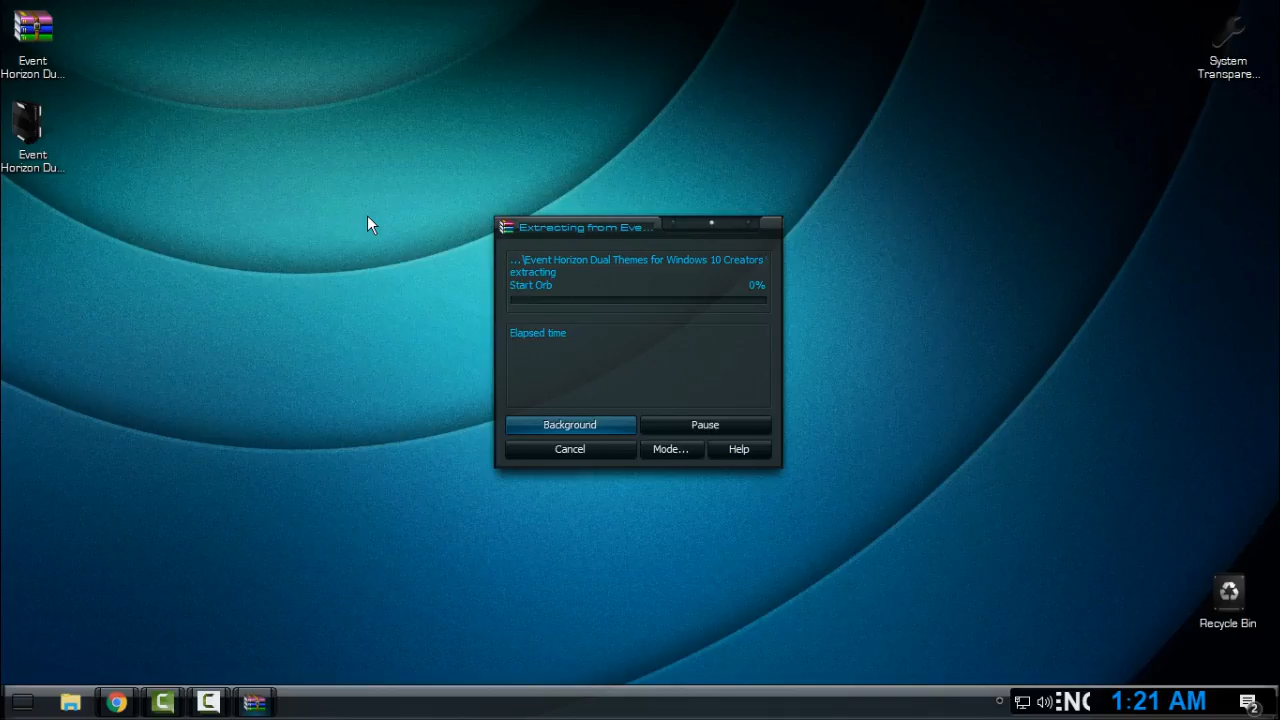 Event
Horizon Du...
Event
Horizon Du...
System
Transpare...
Extracting from Eve...
...\Event Horizon Dual Themes for Windows 10 Creators
extracting
Start Orb 0%
Elapsed time
Background Pause
Cancel Mode... Help
Recycle Bin
1:21 AM
2